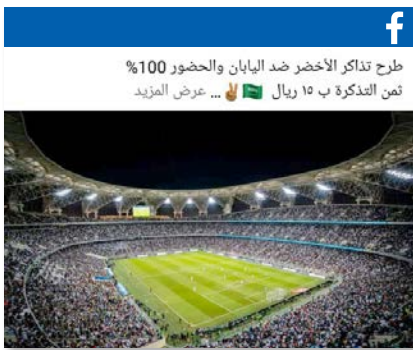 f
طرح تذاكر الأخضر ضد اليابان والحضور 100%
ثمن التذكرة ب ١٥ ريال 🇸🇦✌🏾... عرض المزيد